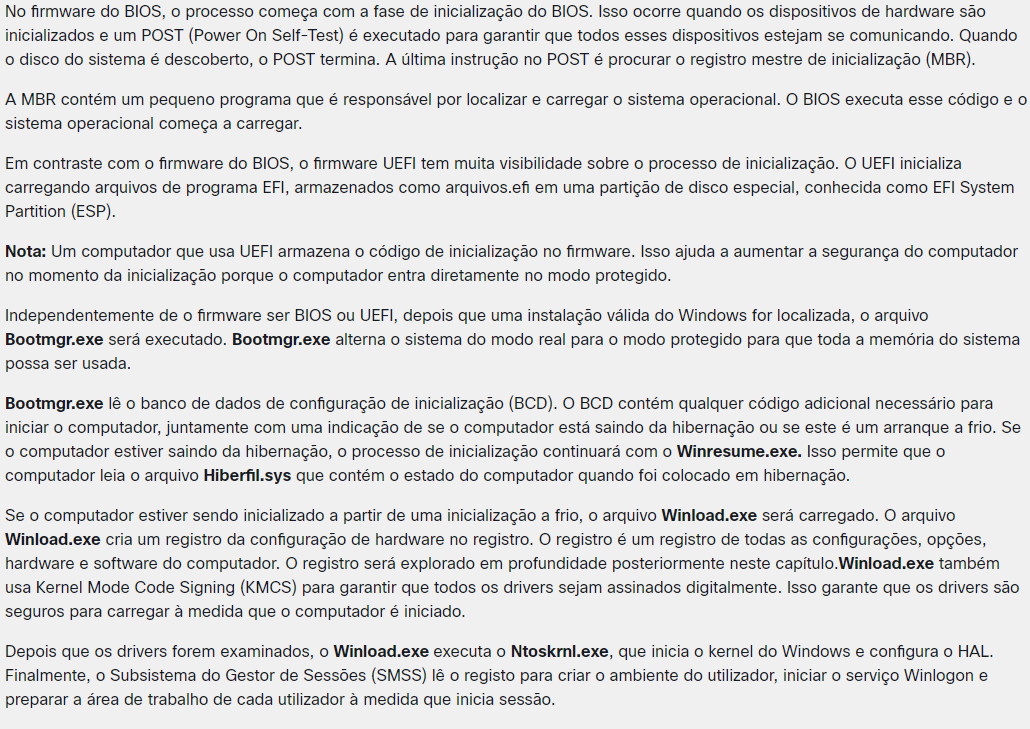 No firmware do BIOS, o processo começa com a fase de inicialização do BIOS. Isso ocorre quando os dispositivos de hardware são
inicializados e um POST (Power On Self-Test) é executado para garantir que todos esses dispositivos estejam se comunicando. Quando
o disco do sistema é descoberto, o POST termina. A última instrução no POST é procurar o registro mestre de inicialização (MBR).
A MBR contém um pequeno programa que é responsável por localizar e carregar o sistema operacional. O BIOS executa esse código e o
sistema operacional começa a carregar.
Em contraste com o firmware do BIOS, o firmware UEFI tem muita visibilidade sobre o processo de inicialização. O UEFI inicializa
carregando arquivos de programa EFI, armazenados como arquivos.efi em uma partição de disco especial, conhecida como EFI System
Partition (ESP).
Nota: Um computador que usa UEFI armazena o código de inicialização no firmware. Isso ajuda a aumentar a segurança do computador
no momento da inicialização porque o computador entra diretamente no modo protegido.
Independentemente de o firmware ser BIOS ou UEFI, depois que uma instalação válida do Windows for localizada, o arquivo
Bootmgr.exe será executado. Bootmgr.exe alterna o sistema do modo real para o modo protegido para que toda a memória do sistema
possa ser usada.
Bootmgr.exe lê o banco de dados de configuração de inicialização (BCD). O BCD contém qualquer código adicional necessário para
iniciar o computador, juntamente com uma indicação de se o computador está saindo da hibernação ou se este é um arranque a frio. Se
o computador estiver saindo da hibernação, o processo de inicialização continuará com o Winresume.exe. Isso permite que o
computador leia o arquivo Hiberfil.sys que contém o estado do computador quando foi colocado em hibernação.
Se o computador estiver sendo inicializado a partir de uma inicialização a frio, o arquivo Winload.exe será carregado. O arquivo
Winload.exe cria um registro da configuração de hardware no registro. O registro é um registro de todas as configurações, opções,
hardware e software do computador. O registro será explorado em profundidade posteriormente neste capítulo.Winload.exe também
usa Kernel Mode Code Signing (KMCS) para garantir que todos os drivers sejam assinados digitalmente. Isso garante que os drivers são
seguros para carregar à medida que o computador é iniciado.
Depois que os drivers forem examinados, o Winload.exe executa o Ntoskrnl.exe, que inicia o kernel do Windows e configura o HAL.
Finalmente, o Subsistema do Gestor de Sessões (SMSS) lê o registo para criar o ambiente do utilizador, iniciar o serviço Winlogon e
preparar a área de trabalho de cada utilizador à medida que inicia sessão.